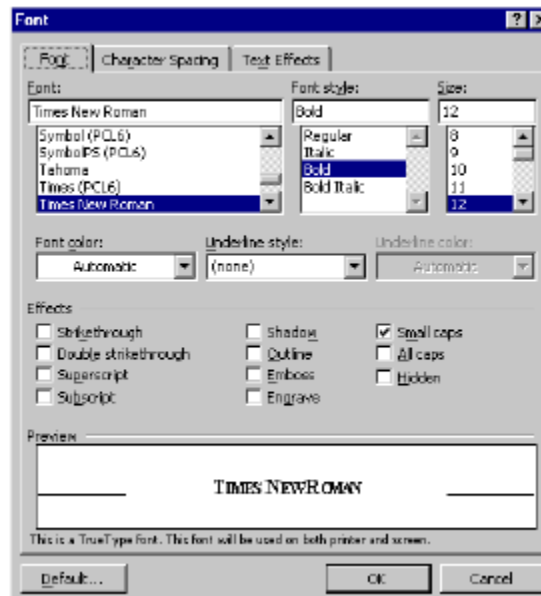 Font
Font Character Spacing Text Effects
Font: Font style: Size:
Times New Roman Bold 12
Symbol (PCL6) Regular 8
SymbolPS (PCL6) Italic 9
Tahoma Bold 10
Times (PCL6) Bold Italic 11
Times New Roman 12
Font color: Underline style: Underline color:
Automatic (none) Automatic
Effects
Strikethrough Shadow Small caps
Double strikethrough Outline All caps
Superscript Emboss Hidden
Subscript Engrave
Preview
TIMES NEWROMAN
This is a TrueType font. This font will be used on both printer and screen.
Default... OK Cancel